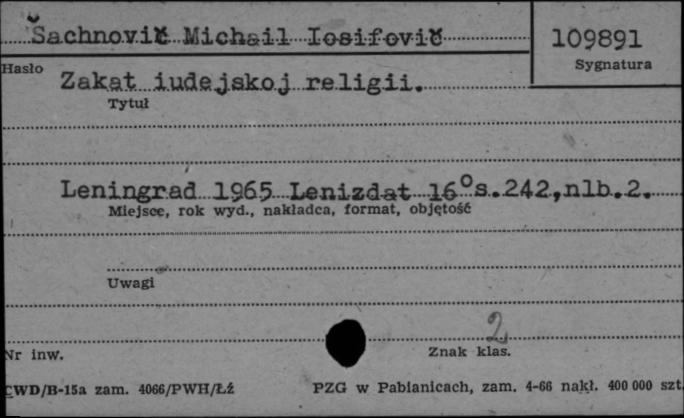 Šachnovič Michail Iosifovič
109891
Hasło
Sygnatura
Zakat iudejskoj religii.
Tytuł
Leningrad 1965 Lenizdat 16°s.242,nlb.2.
Miejsce, rok wyd., nakładca, format, objętość
Uwagi
2
Nr inw.
Znak klas.
CWD/B-15a zam. 4066/PWH/Łź
PZG w Pabianicach, zam. 4-66 nakł. 400 000 szt.